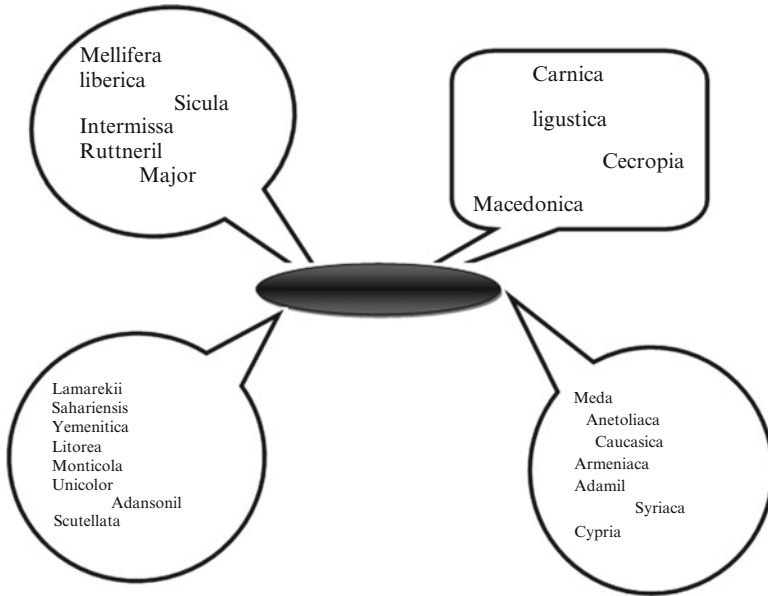 Mellifera
liberica
Sicula
Intermissa
Ruttneril
Major
Carnica
ligustica
Cecropia
Macedonica
Lamarekii
Sahariensis
Yemenitica
Litorea
Monticola
Unicolor
Adansonil
Scutellata
Meda
Anetoliaca
Caucasica
Armeniaca
Adamil
Syriaca
Cypria